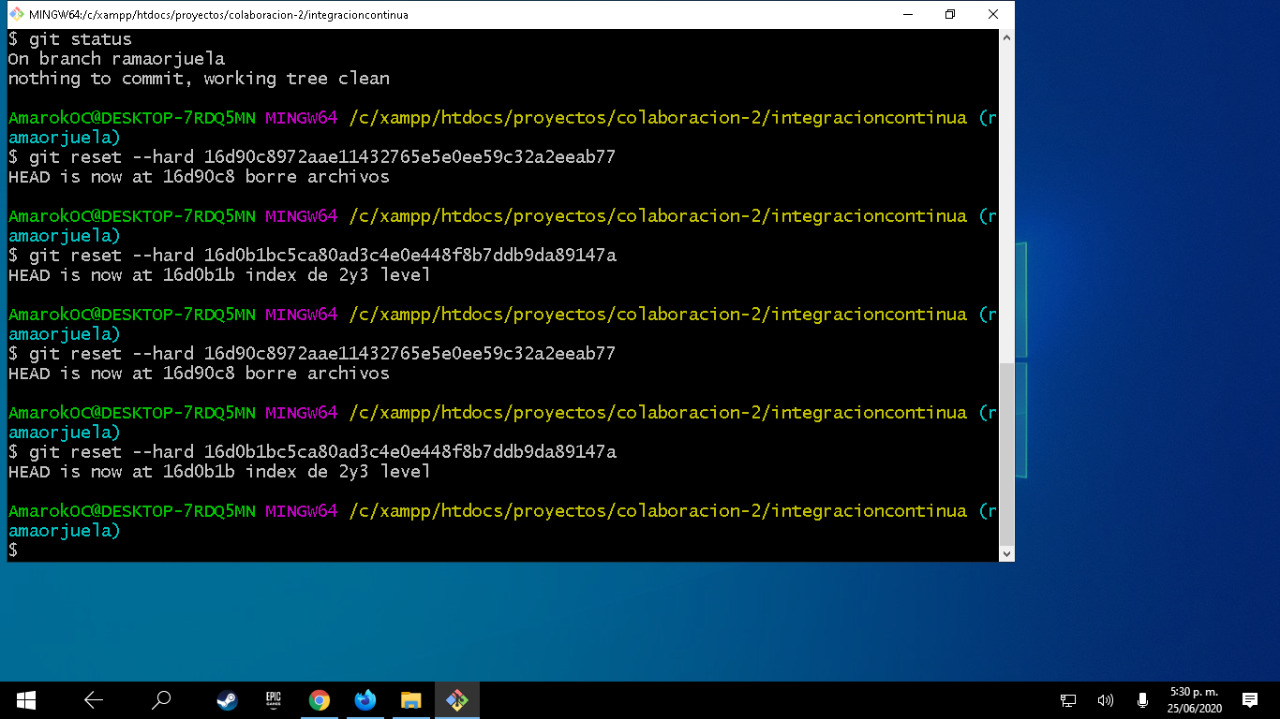 MINGW64:/c/xampp/htdocs/proyectos/colaboracion-2/integracioncontinua
$ git status
On branch ramaorjuela
nothing to commit, working tree clean
AmarokOC@DESKTOP-7RDQ5MN MINGW64 /c/xampp/htdocs/proyectos/colaboracion-2/integracioncontinua (r
amaorjuela)
$ git reset --hard 16d90c8972aae11432765e5e0ee59c32a2eeab77
HEAD is now at 16d90c8 borre archivos
AmarokOC@DESKTOP-7RDQ5MN MINGW64 /c/xampp/htdocs/proyectos/colaboracion-2/integracioncontinua (r
amaorjuela)
$ git reset --hard 16d0b1bc5ca80ad3c4e0e448f8b7ddb9da89147a
HEAD is now at 16d0b1b index de 2y3 level
AmarokOC@DESKTOP-7RDQ5MN MINGW64 /c/xampp/htdocs/proyectos/colaboracion-2/integracioncontinua (r
amaorjuela)
$ git reset --hard 16d90c8972aae11432765e5e0ee59c32a2eeab77
HEAD is now at 16d90c8 borre archivos
AmarokOC@DESKTOP-7RDQ5MN MINGW64 /c/xampp/htdocs/proyectos/colaboracion-2/integracioncontinua (r
amaorjuela)
$ git reset --hard 16d0b1bc5ca80ad3c4e0e448f8b7ddb9da89147a
HEAD is now at 16d0b1b index de 2y3 level
AmarokOC@DESKTOP-7RDQ5MN MINGW64 /c/xampp/htdocs/proyectos/colaboracion-2/integracioncontinua (r
amaorjuela)
$
EPIC
GAMES
5:30 p. m.
25/06/2020